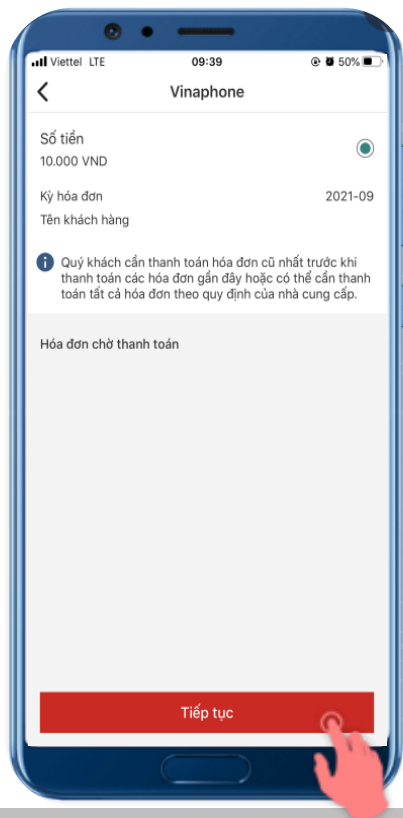 Viettel LTE 09:39 50%
Vinaphone
Số tiền
10.000 VND
Kỳ hóa đơn 2021-09
Tên khách hàng
Quý khách cần thanh toán hóa đơn cũ nhất trước khi
thanh toán các hóa đơn gần đây hoặc có thể cần thanh
toán tất cả hóa đơn theo quy định của nhà cung cấp.
Hóa đơn chờ thanh toán
Tiếp tục